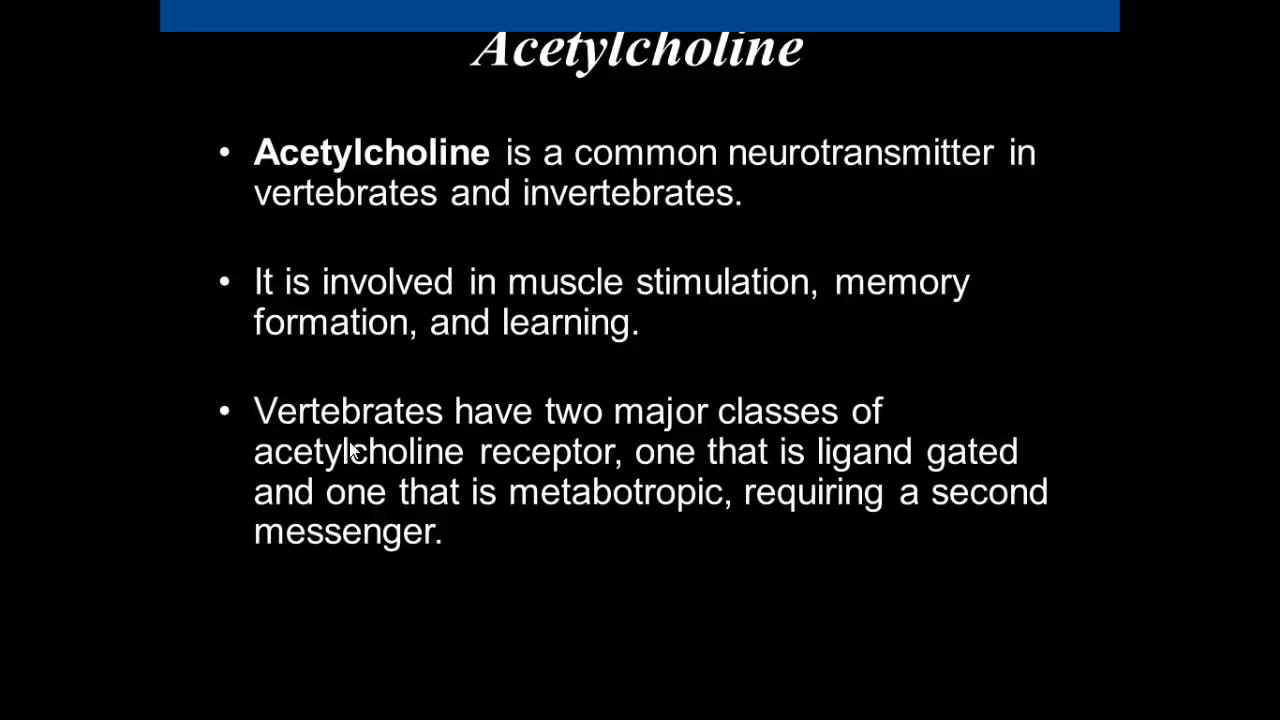 Acetylcholine
• Acetylcholine is a common neurotransmitter in
vertebrates and invertebrates.
• It is involved in muscle stimulation, memory
formation, and learning.
• Vertebrates have two major classes of
acetylcholine receptor, one that is ligand gated
and one that is metabotropic, requiring a second
messenger.